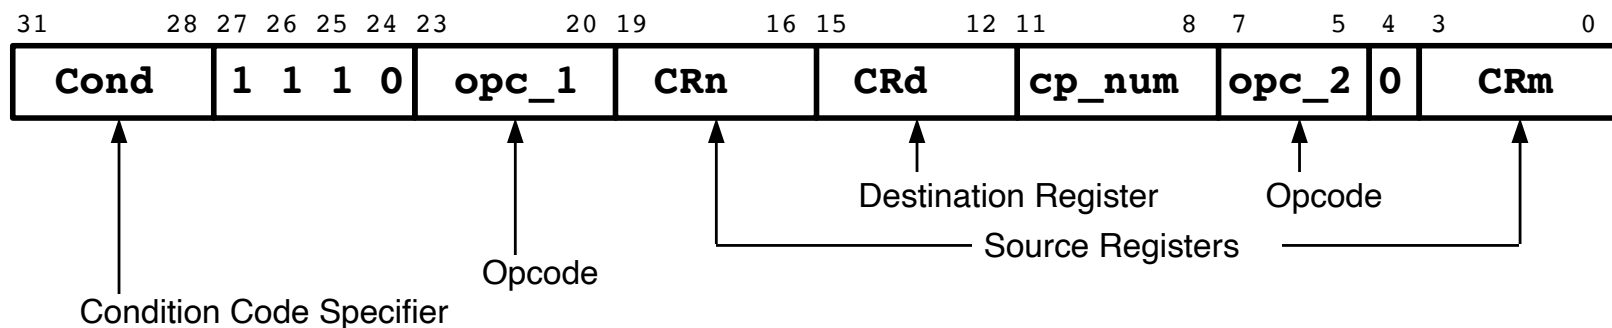 31 28 27 26 25 24 23 20 19 16 15 12 11 8 7 5 4 3 0
Cond 1 1 1 0 opc_1 CRn CRd cp_num opc_2 0 CRm
Destination Register Opcode
Source Registers
Opcode
Condition Code Specifier